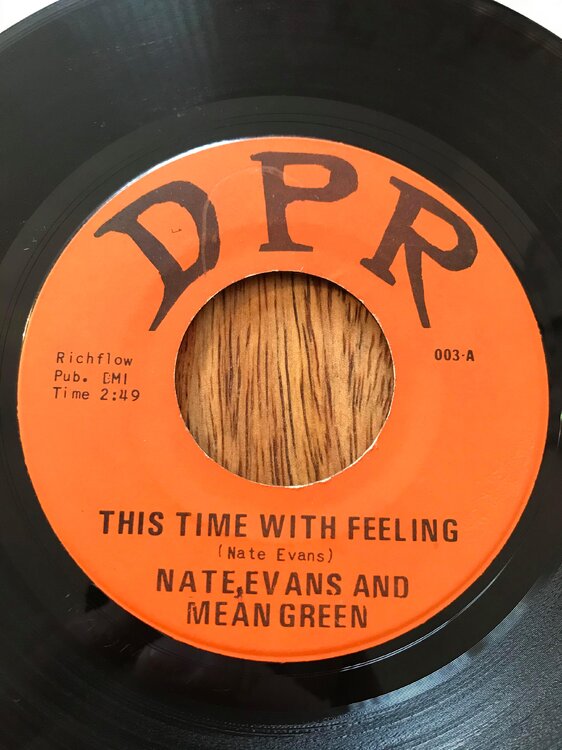 DPR
Richflow
Pub. BMI
Time 2:49
003-A
THIS TIME WITH FEELING
(Nate Evans)
NATE,EVANS AND
MEAN GREEN